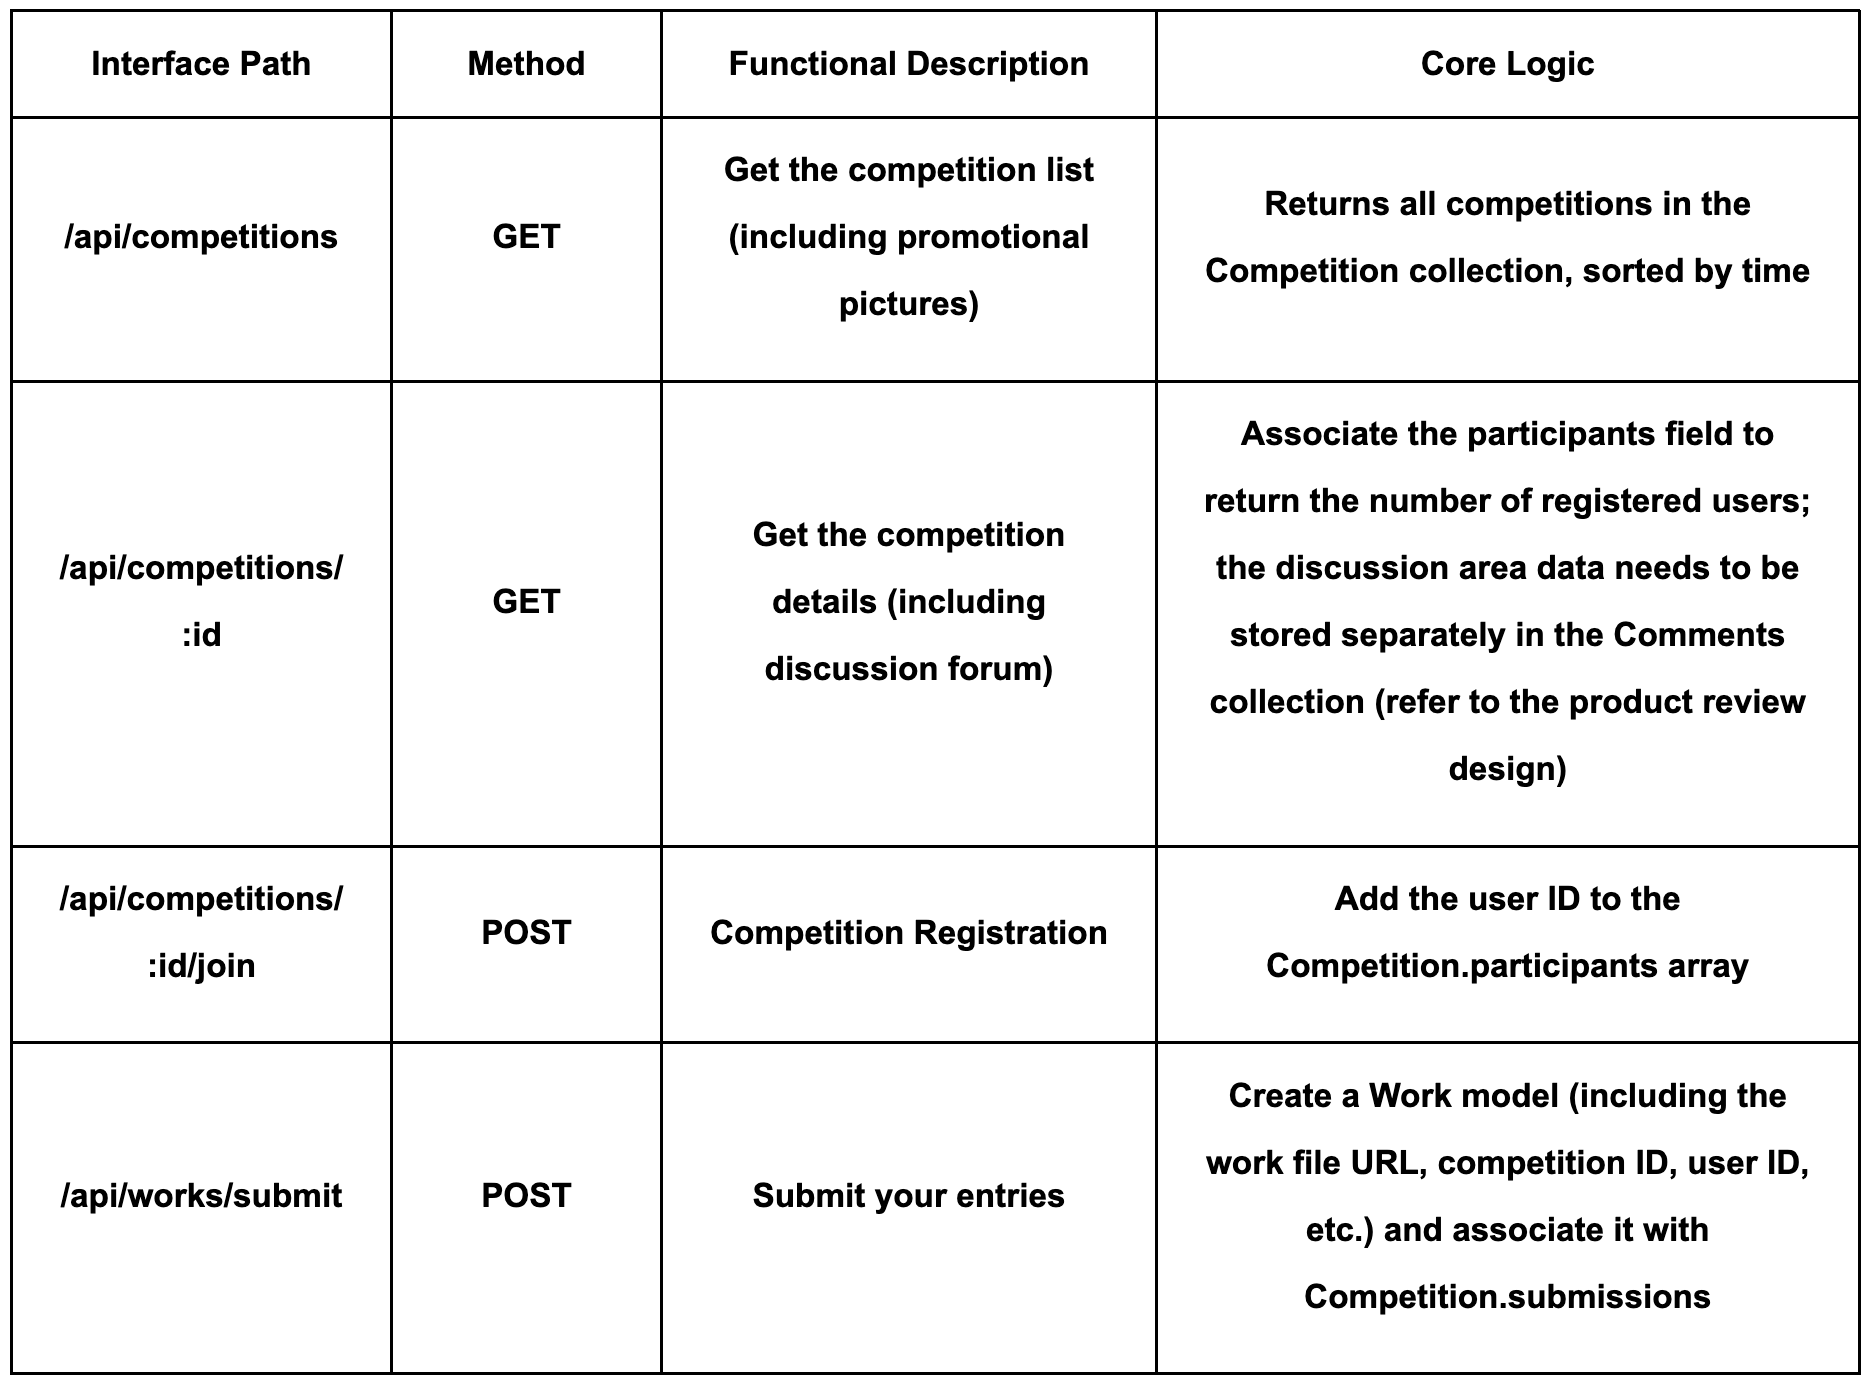 Interface Path
Method
Functional Description
Core Logic
/api/competitions
GET
Get the competition list
(including promotional
pictures)
Returns all competitions in the
Competition collection, sorted by time
/api/competitions/
:id
GET
Get the competition
details (including
discussion forum)
Associate the participants field to
return the number of registered users;
the discussion area data needs to be
stored separately in the Comments
collection (refer to the product review
design)
/api/competitions/
:id/join
POST
Competition Registration
Add the user ID to the
Competition.participants array
/api/works/submit
POST
Submit your entries
Create a Work model (including the
work file URL, competition ID, user ID,
etc.) and associate it with
Competition.submissions